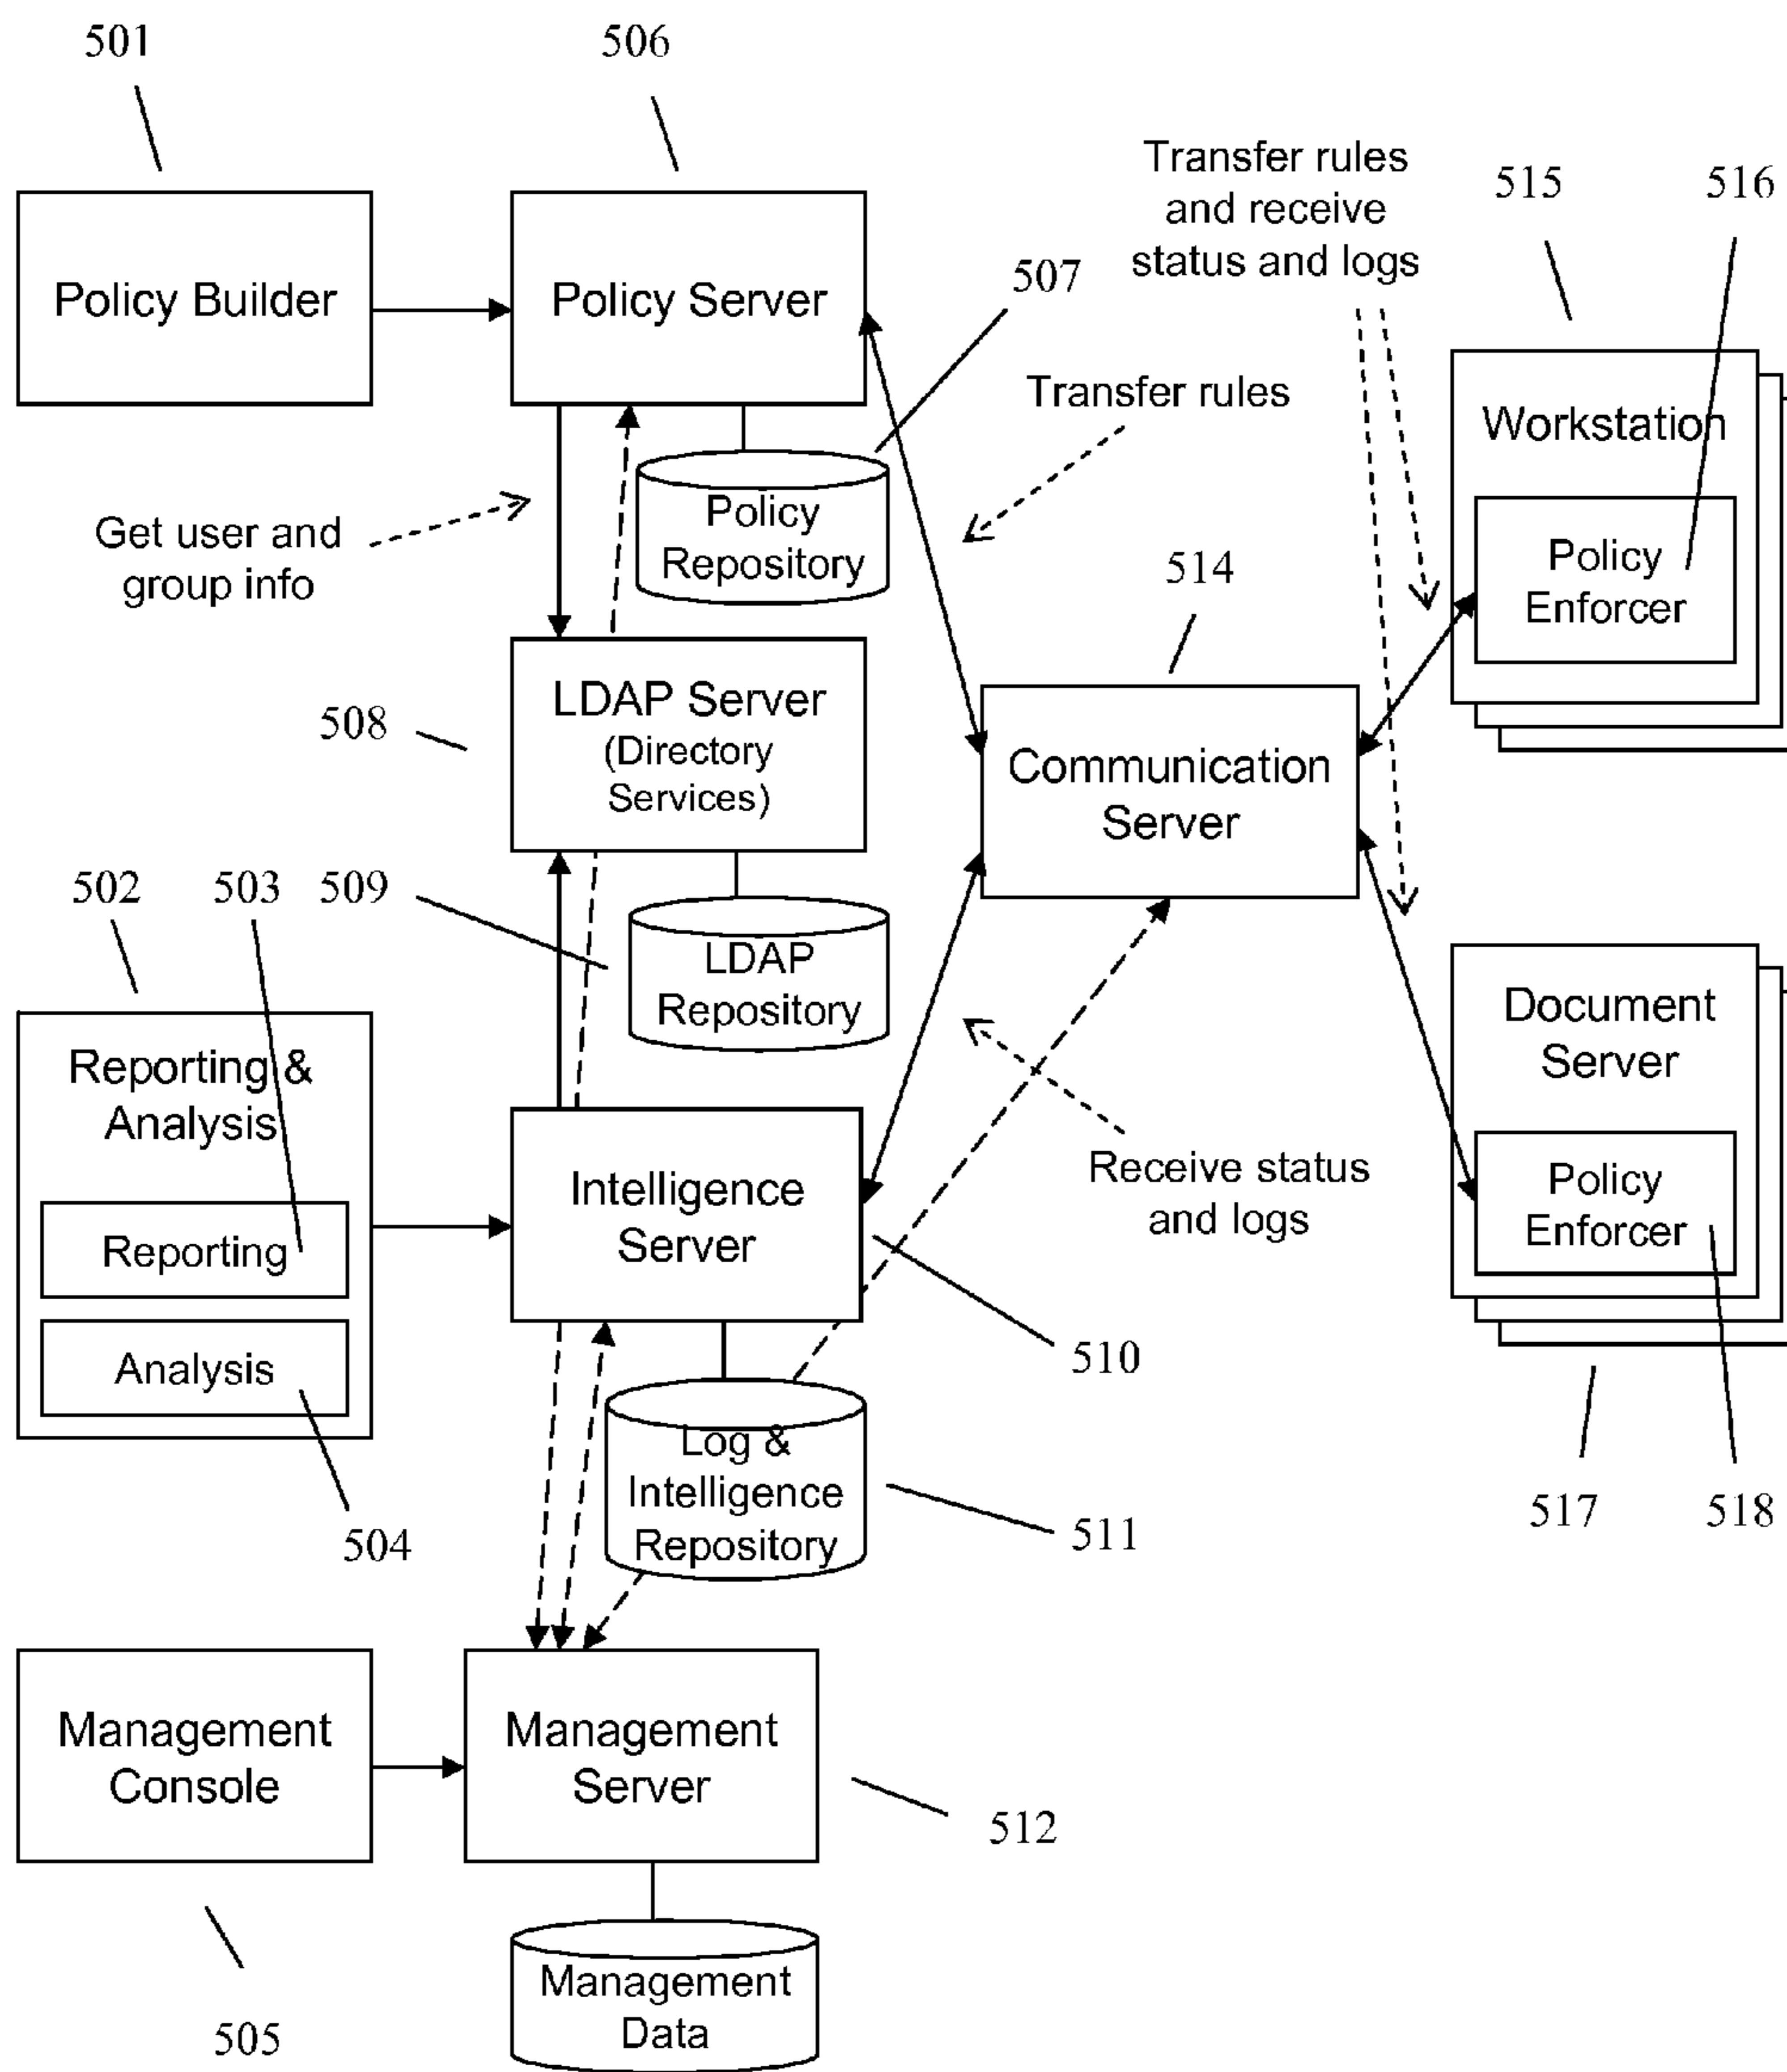 501
506
Transfer rules
and receive
status and logs
515
516
507
Policy Builder
Policy Server
Transfer rules
Workstation
Policy
Repository
Get user and
group info
Policy
Enforcer
514
508
LDAP Server
(Directory
Services)
Communication
Server
502
503
509
LDAP
Repository
Document
Server
Reporting &
Analysis
Receive status
and logs
Policy
Enforcer
Intelligence
Server
Reporting
Analysis
510
Log &
Intelligence
Repository
511
517
518
504
Management
Console
Management
Server
512
Management
Data
505